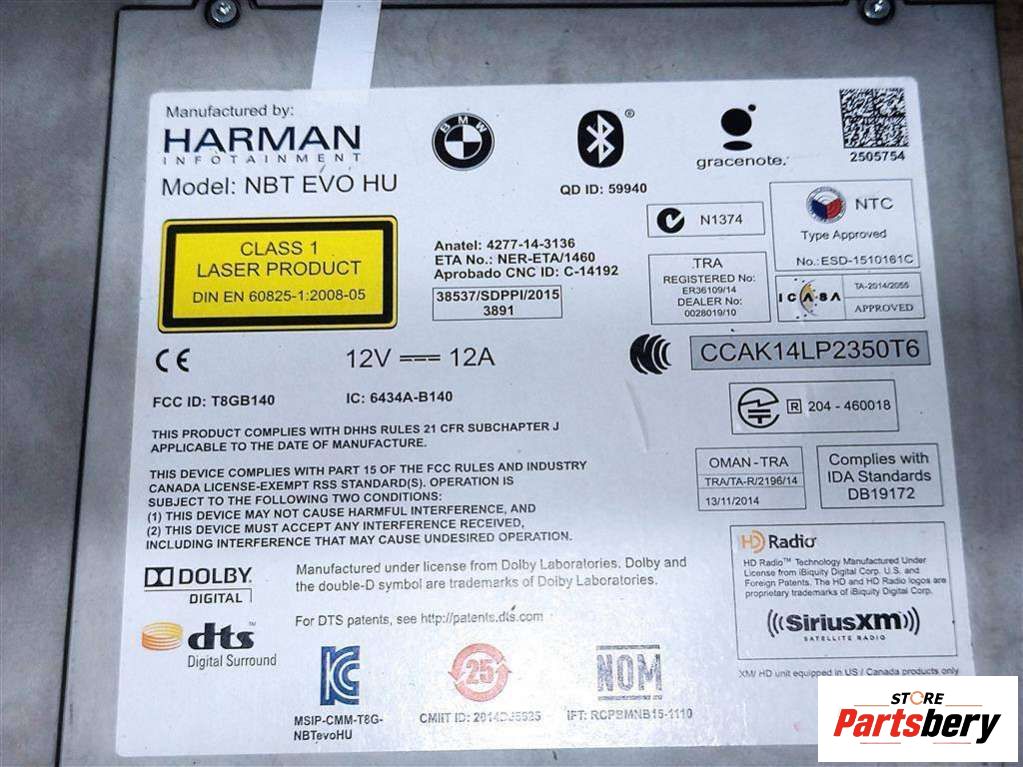 Manufactured by:
HARMAN
INFOTAINMENT
Model: NBT EVO HU
BMW
®
QD ID: 59940
gracenote.
2505754
CLASS 1
LASER PRODUCT
DIN EN 60825-1:2008-05
Anatel: 4277-14-3136
ETA No.: NER-ETA/1460
Aprobado CNC ID: C-14192
38537/SDPPI/2015
3891
N1374
NTC
Type Approved
No.:ESD-1510161C
TRA
REGISTERED No:
ER36109/14
DEALER No:
0028019/10
ICASA
TA-2014/2055
APPROVED
CE
12V 12A
CCAK14LP2350T6
FCC ID: T8GB140
IC: 6434A-B140
R 204-460018
THIS PRODUCT COMPLIES WITH DHHS RULES 21 CFR SUBCHAPTER J
APPLICABLE TO THE DATE OF MANUFACTURE.
THIS DEVICE COMPLIES WITH PART 15 OF THE FCC RULES AND INDUSTRY
CANADA LICENSE-EXEMPT RSS STANDARD(S). OPERATION IS
SUBJECT TO THE FOLLOWING TWO CONDITIONS:
(1) THIS DEVICE MAY NOT CAUSE HARMFUL INTERFERENCE, AND
(2) THIS DEVICE MUST ACCEPT ANY INTERFERENCE RECEIVED,
INCLUDING INTERFERENCE THAT MAY CAUSE UNDESIRED OPERATION.
OMAN-TRA
TRA/TA-R/2196/14
13/11/2014
Complies with
IDA Standards
DB19172
DOLBY.
DIGITAL
Manufactured under license from Dolby Laboratories. Dolby and
the double-D symbol are trademarks of Dolby Laboratories.
HD Radio
HD Radio™ Technology Manufactured Under
License from iBiquity Digital Corp. U.S. and
Foreign Patents. The HD and HD Radio logos are
proprietary trademarks of iBiquity Digital Corp.
dts™
Digital Surround
For DTS patents, see http://patents.dts.com
SiriusXM
SATELLITE RADIO
XM/ HD unit equipped in US / Canada products only
MSIP-CMM-T8G-
NBTevoHU
25
CMIIT ID:
NOM
IFT: RCPBMNB15-1110
STORE
Partsbery